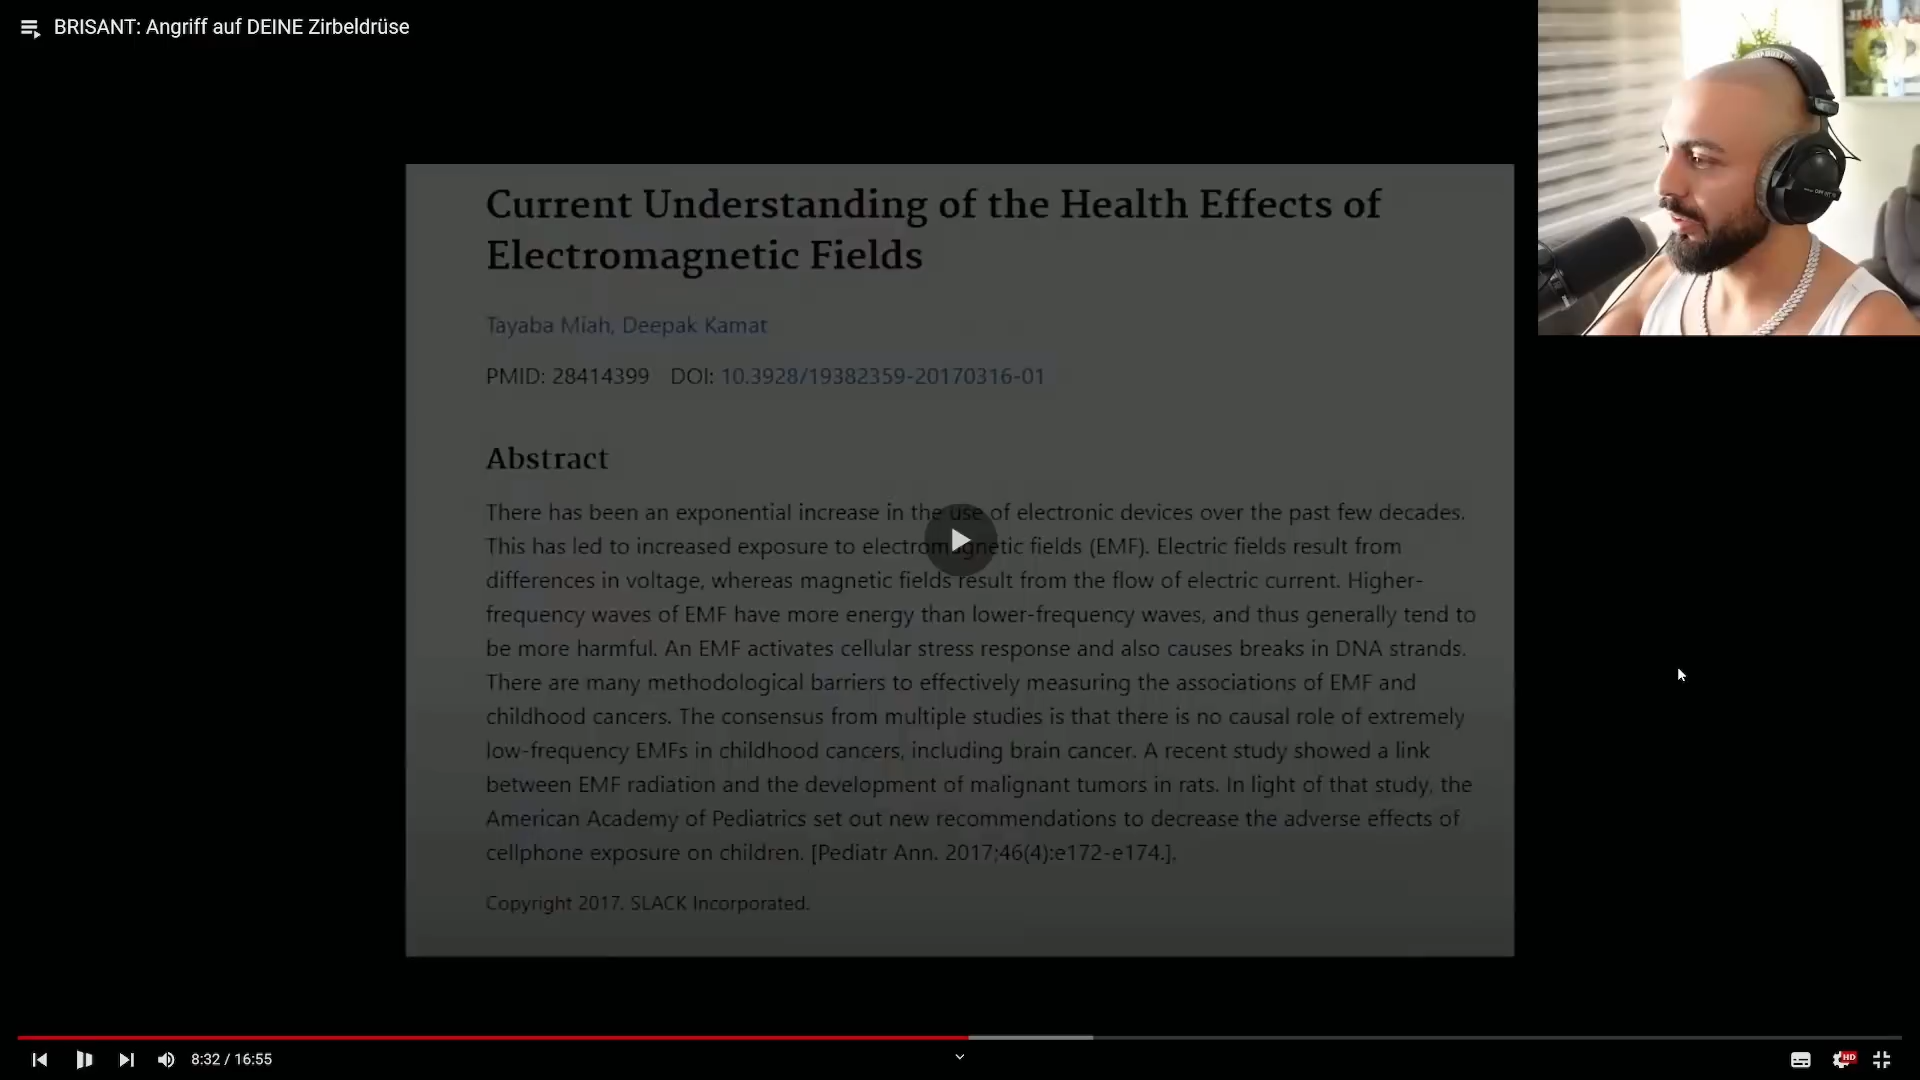 BRISANT: Angriff auf DEINE Zirbeldrüse
Current Understanding of the Health Effects of
Electromagnetic Fields
Tayaba Miah, Deepak Kamat
PMID: 28414399 DOI: 10.3928/19382359-20170316-01
Abstract
There has been an exponential increase in the use of electronic devices over the past few decades.
This has led to increased exposure to electromagnetic fields (EMF). Electric fields result from
differences in voltage, whereas magnetic fields result from the flow of electric current. Higher-
frequency waves of EMF have more energy than lower-frequency waves, and thus generally tend to
be more harmful. An EMF activates cellular stress response and also causes breaks in DNA strands.
There are many methodological barriers to effectively measuring the associations of EMF and
childhood cancers. The consensus from multiple studies is that there is no causal role of extremely
low-frequency EMFs in childhood cancers, including brain cancer. A recent study showed a link
between EMF radiation and the development of malignant tumors in rats. In light of that study, the
American Academy of Pediatrics set out new recommendations to decrease the adverse effects of
cellphone exposure on children. [Pediatr Ann. 2017;46(4):e172-e174.].
Copyright 2017. SLACK Incorporated.
8:32 / 16:55
HD